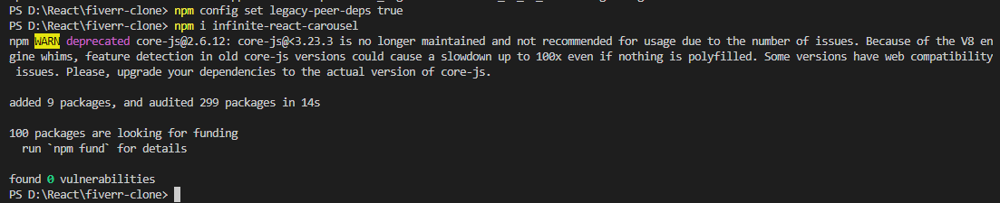 PS D:\React\fiverr-clone> npm config set legacy-peer-deps true
PS D:\React\fiverr-clone> npm i infinite-react-carousel
npm WARN deprecated core-js@2.6.12: core-js@<3.23.3 is no longer maintained and not recommended for usage due to the number of issues. Because of the V8 en
gine whims, feature detection in old core-js versions could cause a slowdown up to 100x even if nothing is polyfilled. Some versions have web compatibility
 issues. Please, upgrade your dependencies to the actual version of core-js.
added 9 packages, and audited 299 packages in 14s
100 packages are looking for funding
  run `npm fund` for details
found 0 vulnerabilities
PS D:\React\fiverr-clone>